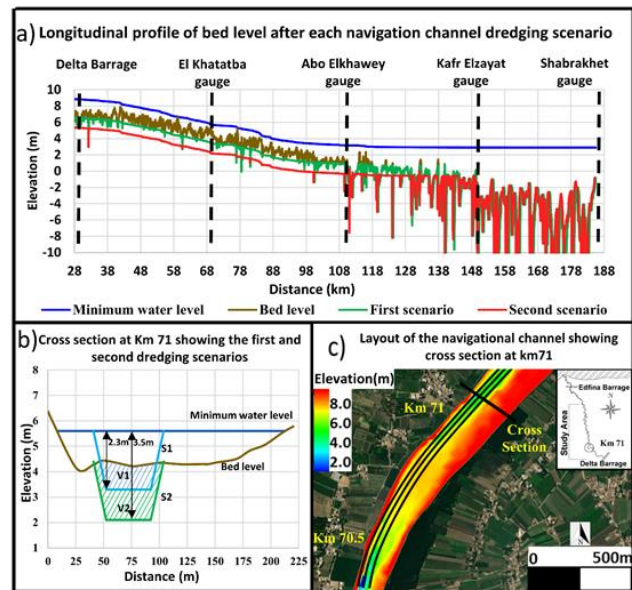 a) Longitudinal profile of bed level after each navigation channel dredging scenario
Delta Barrage El Khatatba gauge Abo Elkhawey gauge Kafr Elzayat gauge Shabrakhet gauge
Elevation (m)
10
8
6
4
2
0
-2
-4
-6
-8
-10
28 38 48 58 68 78 88 98 108 118 128 138 148 158 168 178 188
Distance (km)
Minimum water level Bed level First scenario Second scenario
b) Cross section at Km 71 showing the first and
second dredging scenarios
Elevation (m)
8
7
6
5
4
3
2
1
Minimum water level
2.3m 3.5m
S1
Bed level
V1
S2
V2
0 25 50 75 100 125 150 175 200 225
Distance (m)
c) Layout of the navigational channel showing
cross section at km71
Elevation(m)
8.0
6.0
4.0
2.0
1.0
Km 71
Cross
Section
Km 70.5
Study Area
Edfina Barrage
N
Km 71
Delta Barrage
N
0 500m